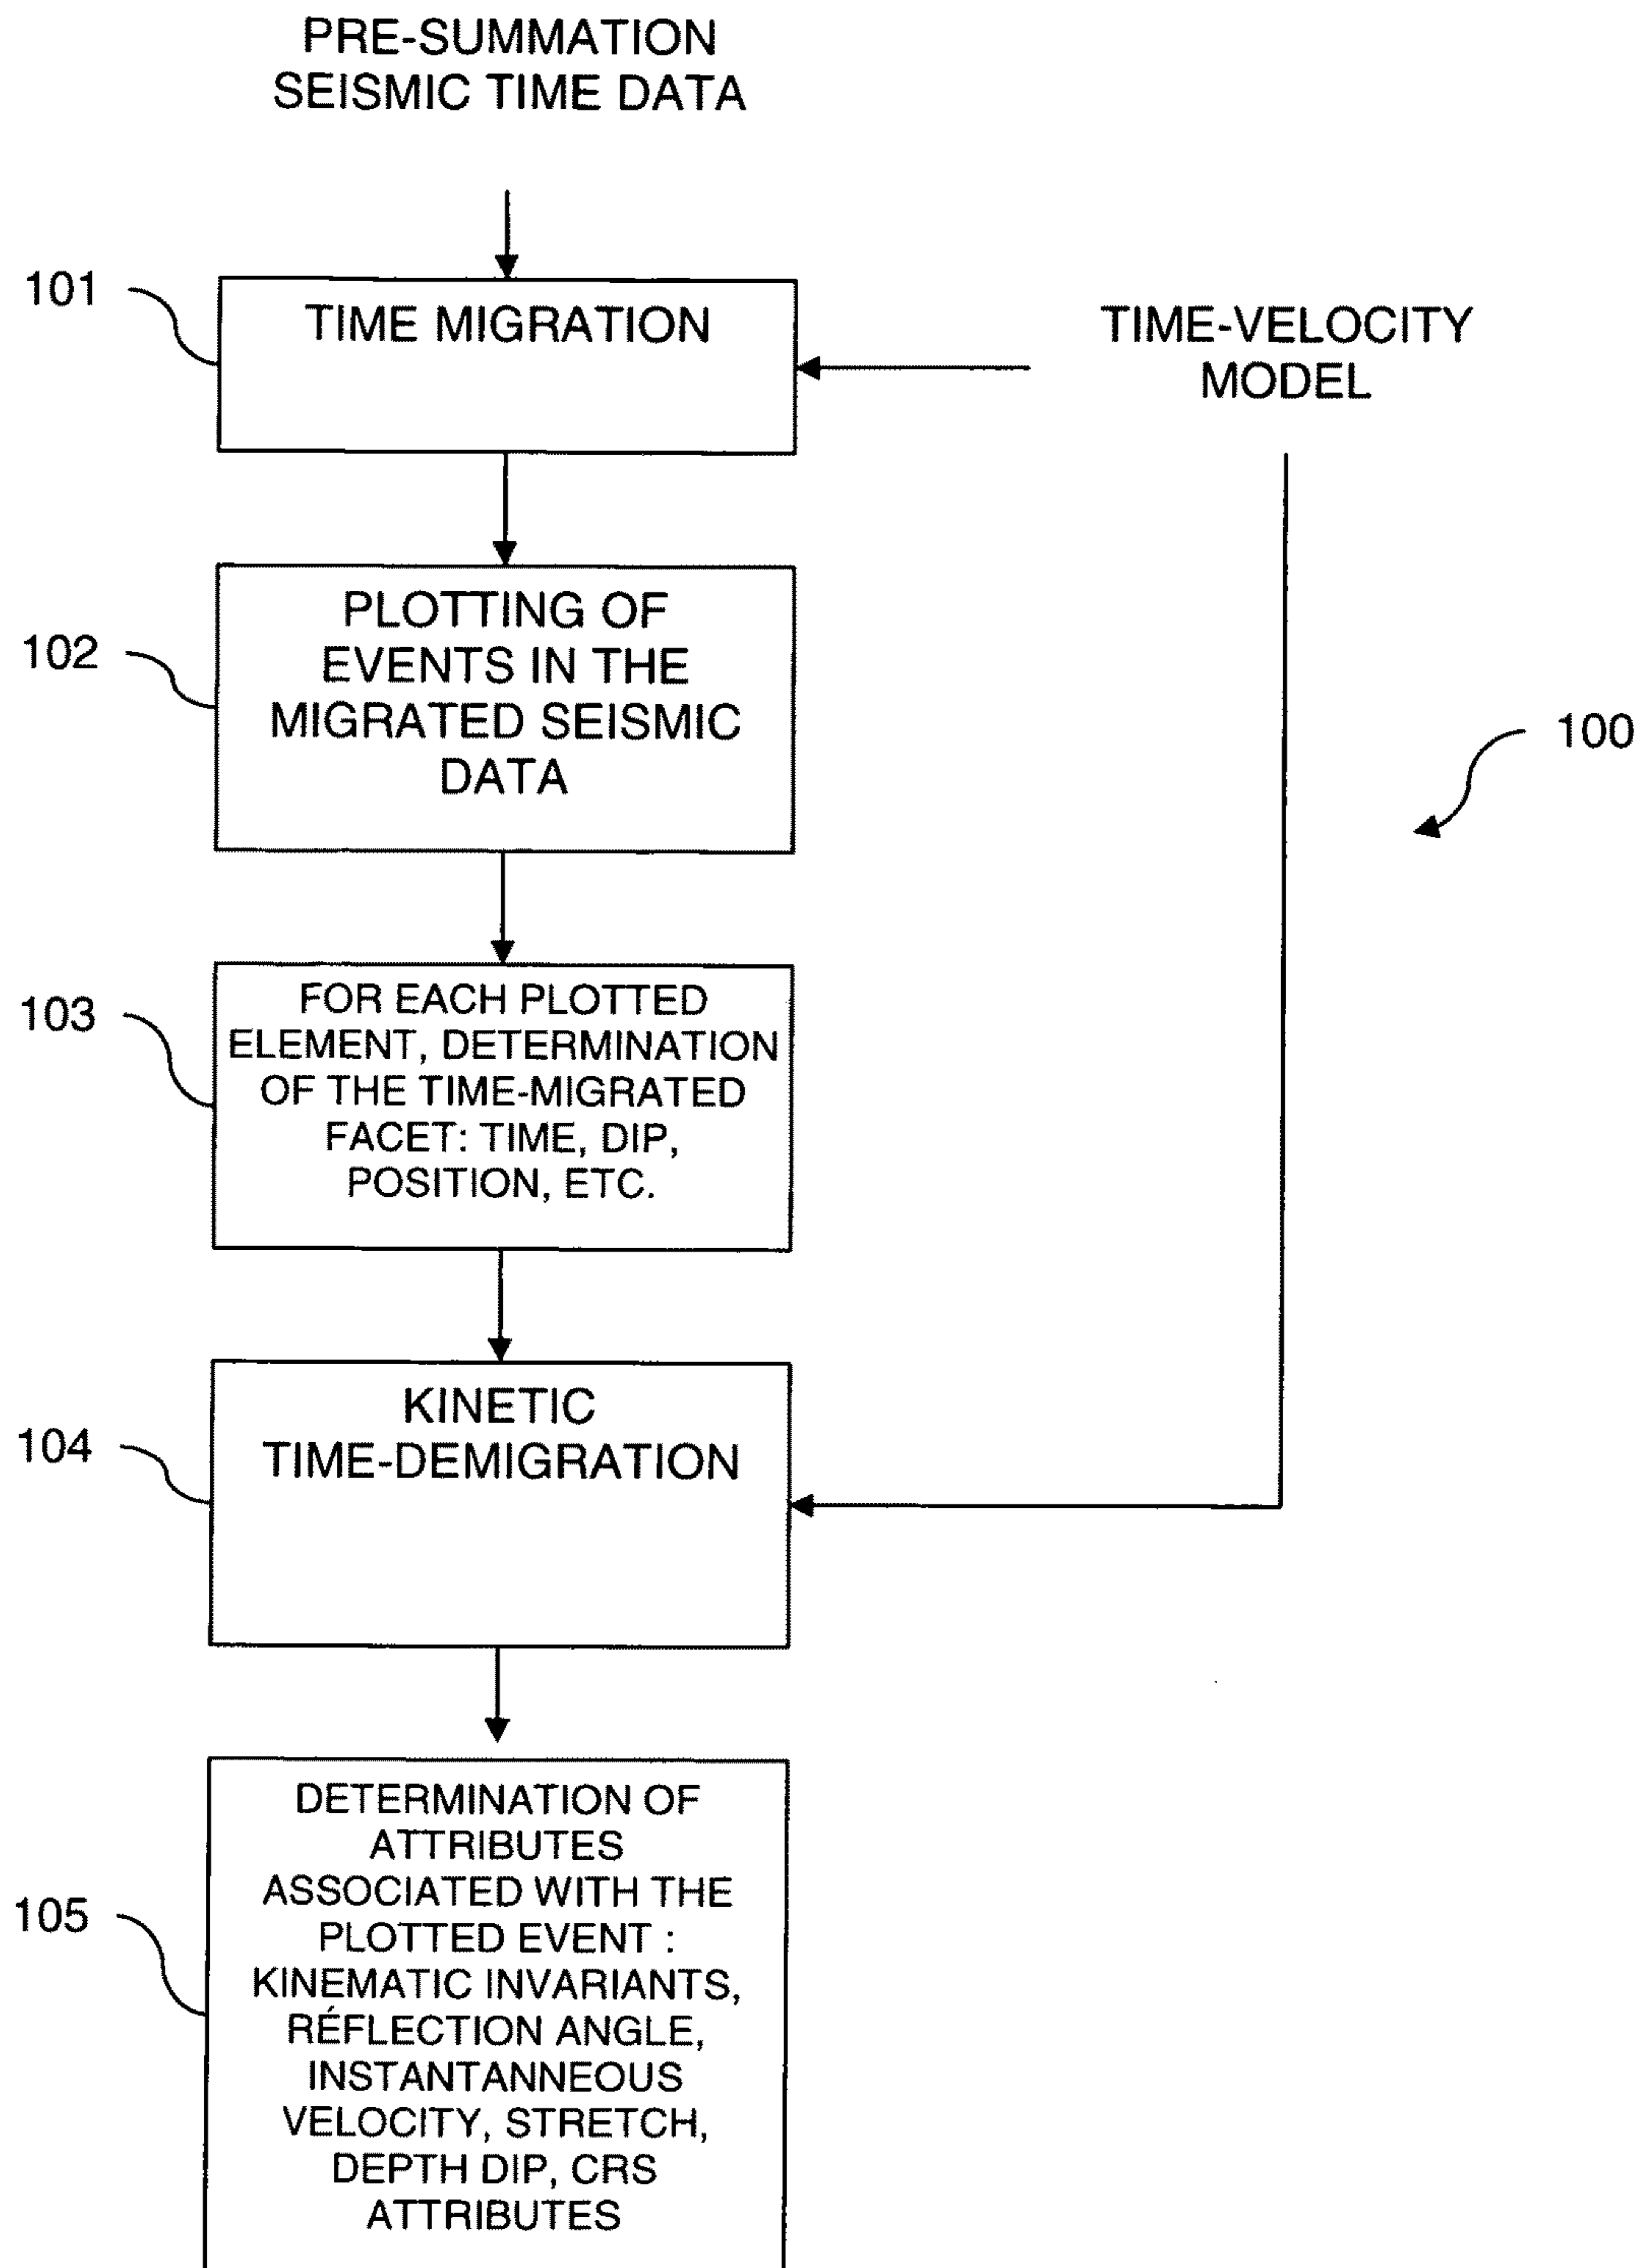 PRE-SUMMATION
SEISMIC TIME DATA
101
TIME MIGRATION
TIME-VELOCITY
MODEL
102
PLOTTING OF
EVENTS IN THE
MIGRATED SEISMIC
DATA
100
103
FOR EACH PLOTTED
ELEMENT, DETERMINATION
OF THE TIME-MIGRATED
FACET: TIME, DIP,
POSITION, ETC.
104
KINETIC
TIME-DEMIGRATION
105
DETERMINATION OF
ATTRIBUTES
ASSOCIATED WITH THE
PLOTTED EVENT :
KINEMATIC INVARIANTS,
RÉFLECTION ANGLE,
INSTANTANNEOUS
VELOCITY, STRETCH,
DEPTH DIP, CRS
ATTRIBUTES